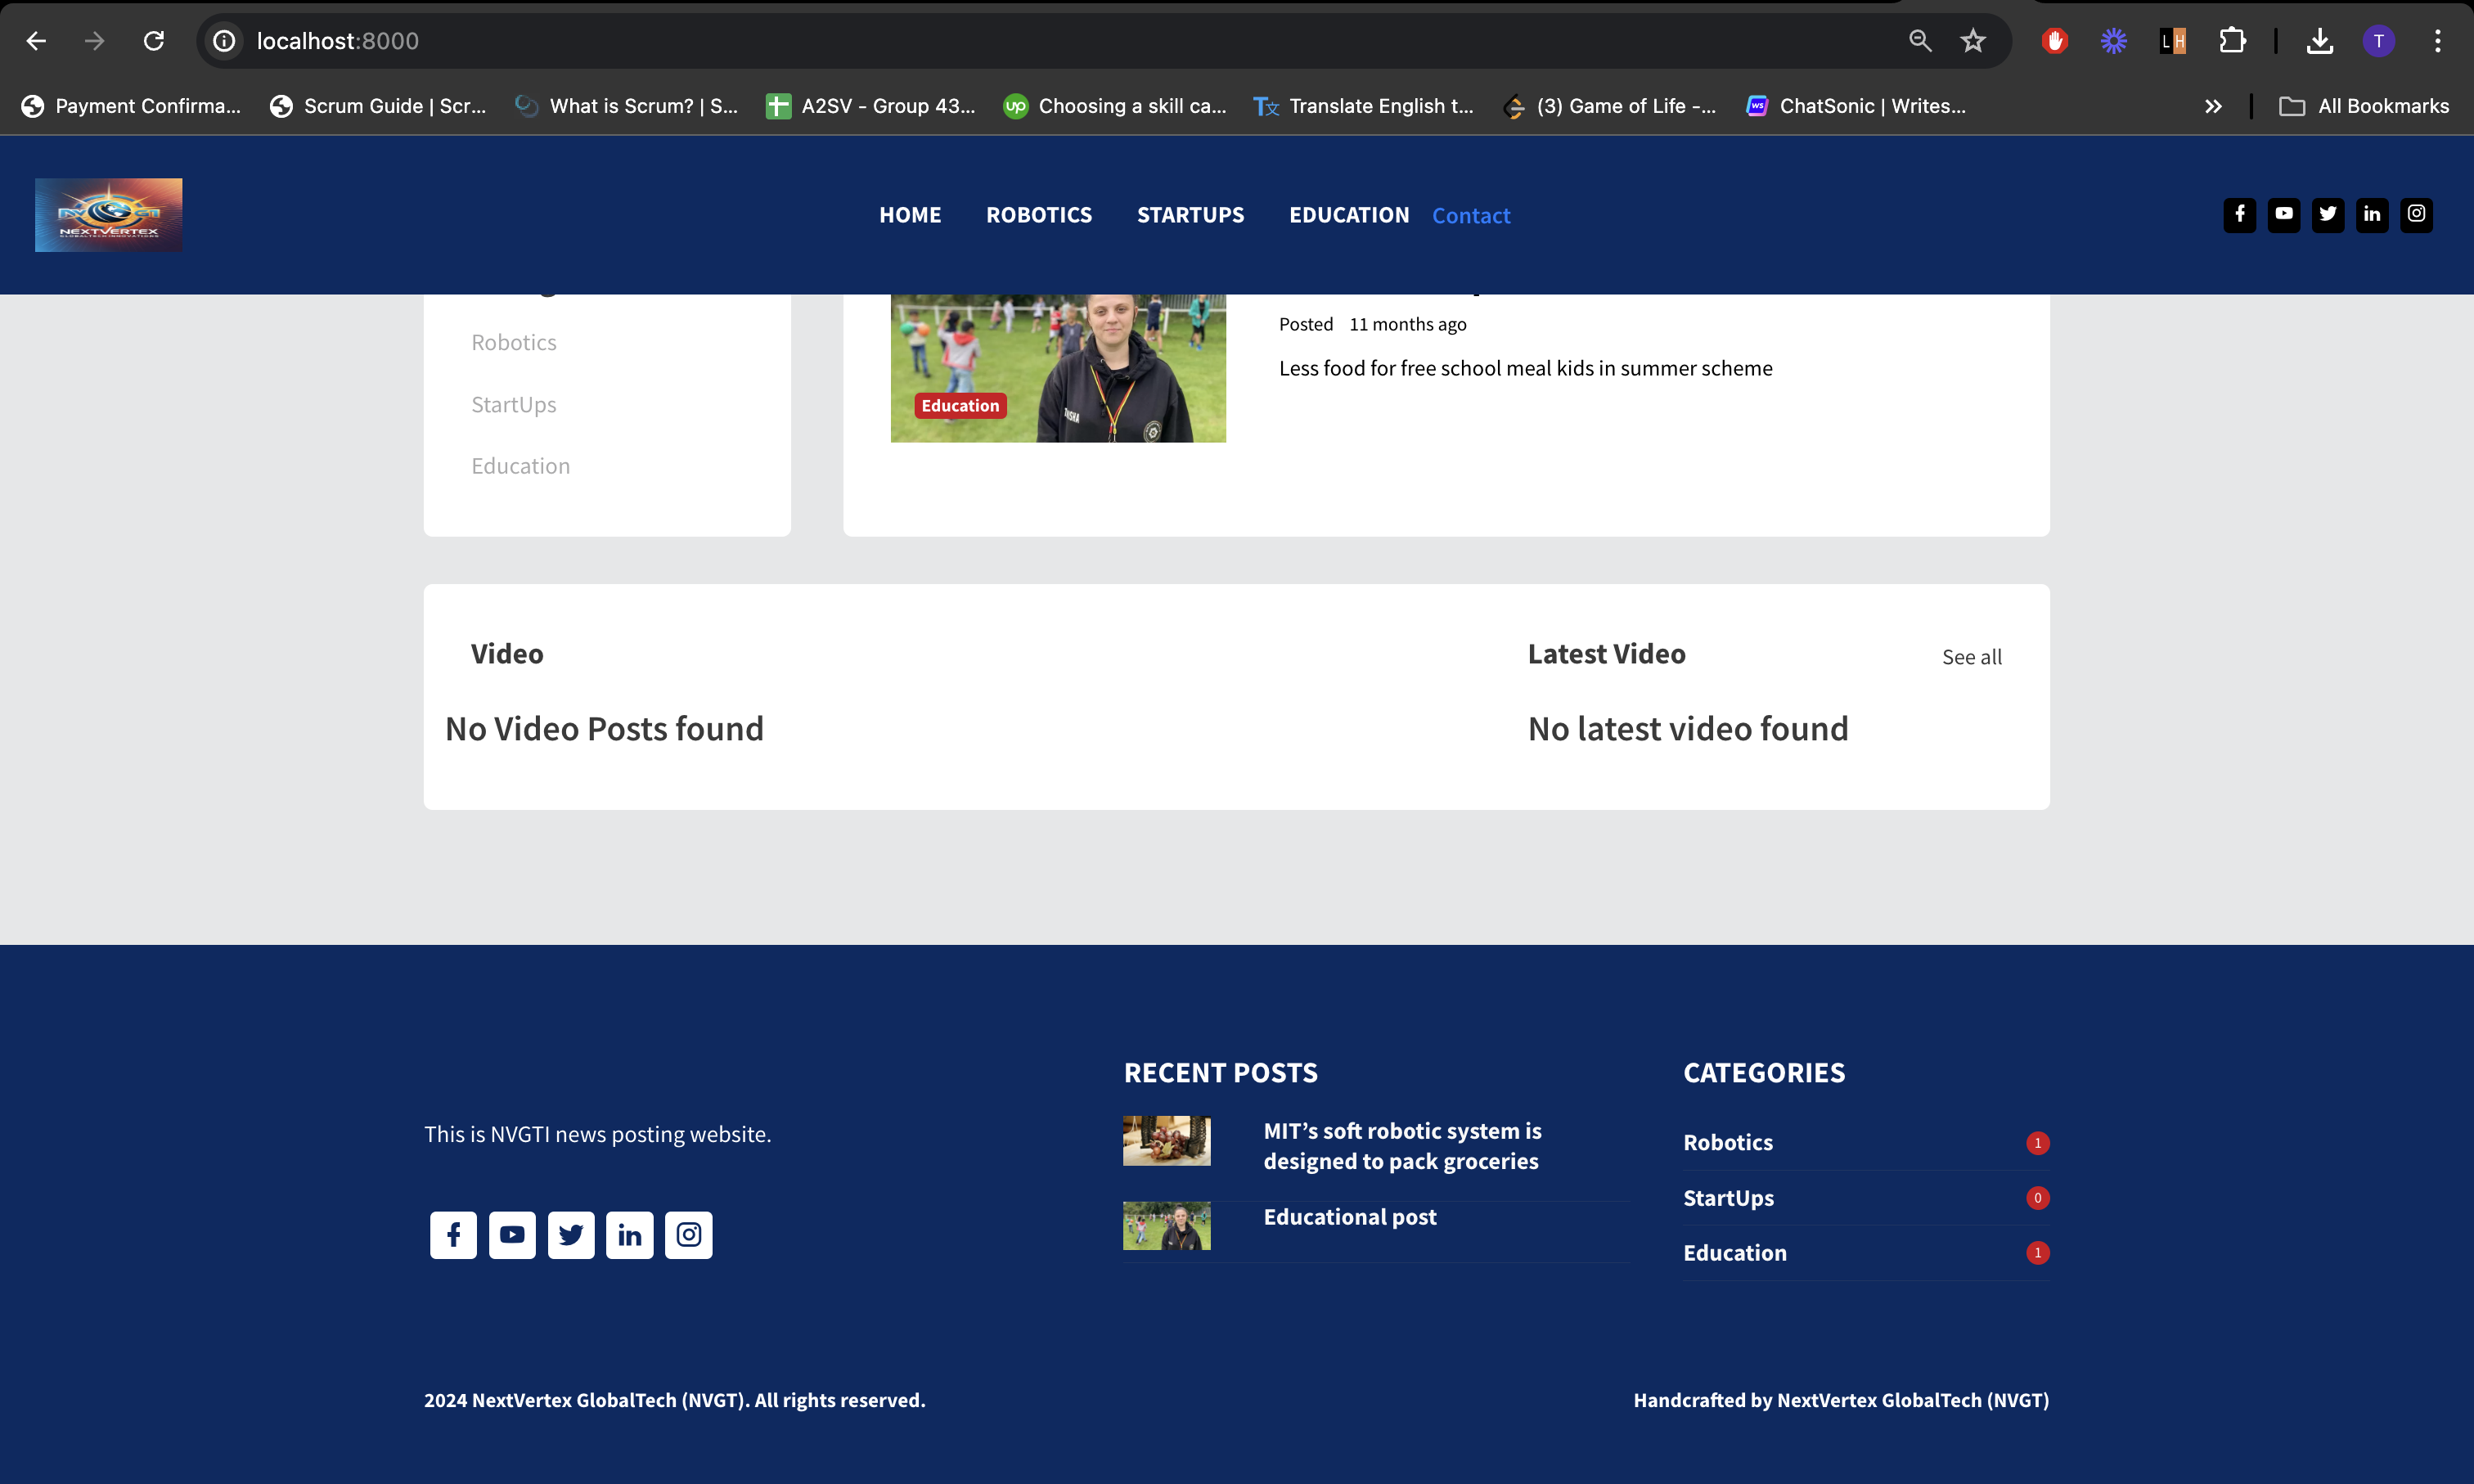 localhost:8000
Payment Confirma...
Scrum Guide | Scr...
What is Scrum? | S...
A2SV - Group 43...
up
Choosing a skill ca...
Translate English t...
(3) Game of Life -...
ws
ChatSonic | Writes...
All Bookmarks
L H
T
NEXTVERTEX
HOME
ROBOTICS
STARTUPS
EDUCATION
Contact
Robotics
StartUps
Education
Education
Posted 11 months ago
Less food for free school meal kids in summer scheme
Video
No Video Posts found
Latest Video
See all
No latest video found
This is NVGTI news posting website.
RECENT POSTS
MIT’s soft robotic system is
designed to pack groceries
Educational post
CATEGORIES
Robotics 1
StartUps 0
Education 1
2024 NextVertex GlobalTech (NVGT). All rights reserved.
Handcrafted by NextVertex GlobalTech (NVGT)